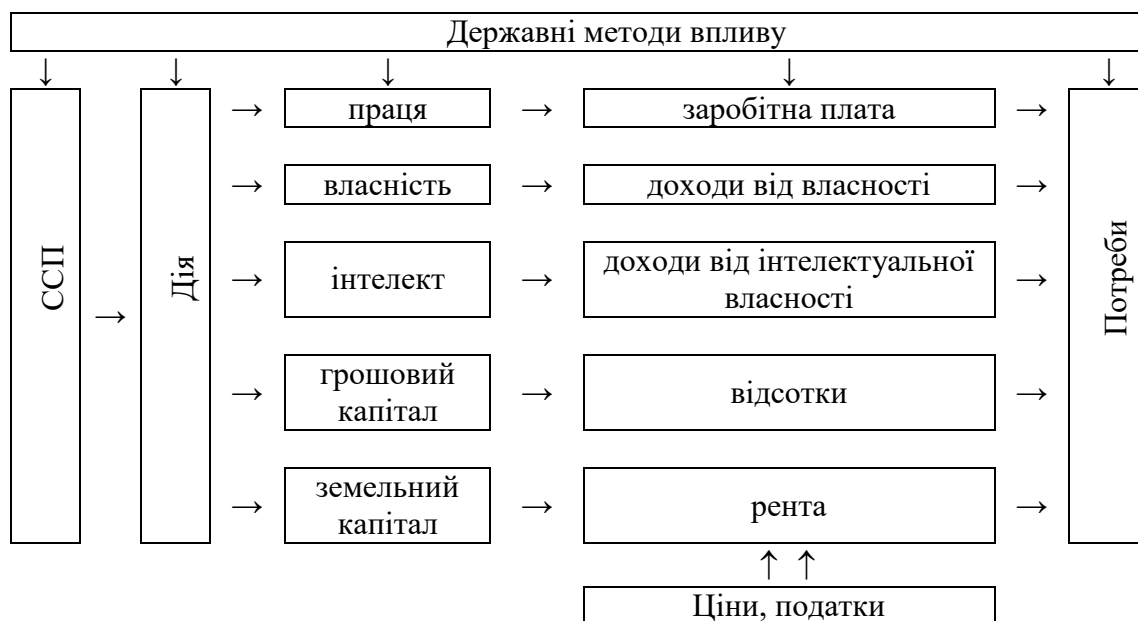 Державні методи впливу
ССП
Дія
праця
заробітна плата
Потреби
власність
доходи від власності
інтелект
доходи від інтелектуальної
власності
грошовий
капітал
відсотки
земельний
капітал
рента
Ціни, податки